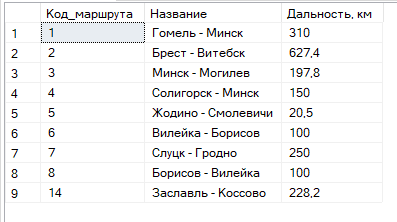 Код_маршрута Название Дальность, км
1 1 Гомель - Минск 310
2 2 Брест - Витебск 627,4
3 3 Минск - Могилев 197,8
4 4 Солигорск - Минск 150
5 5 Жодино - Смолевичи 20,5
6 6 Вилейка - Борисов 100
7 7 Слуцк - Гродно 250
8 8 Борисов - Вилейка 100
9 14 Заславль - Коссово 228,2